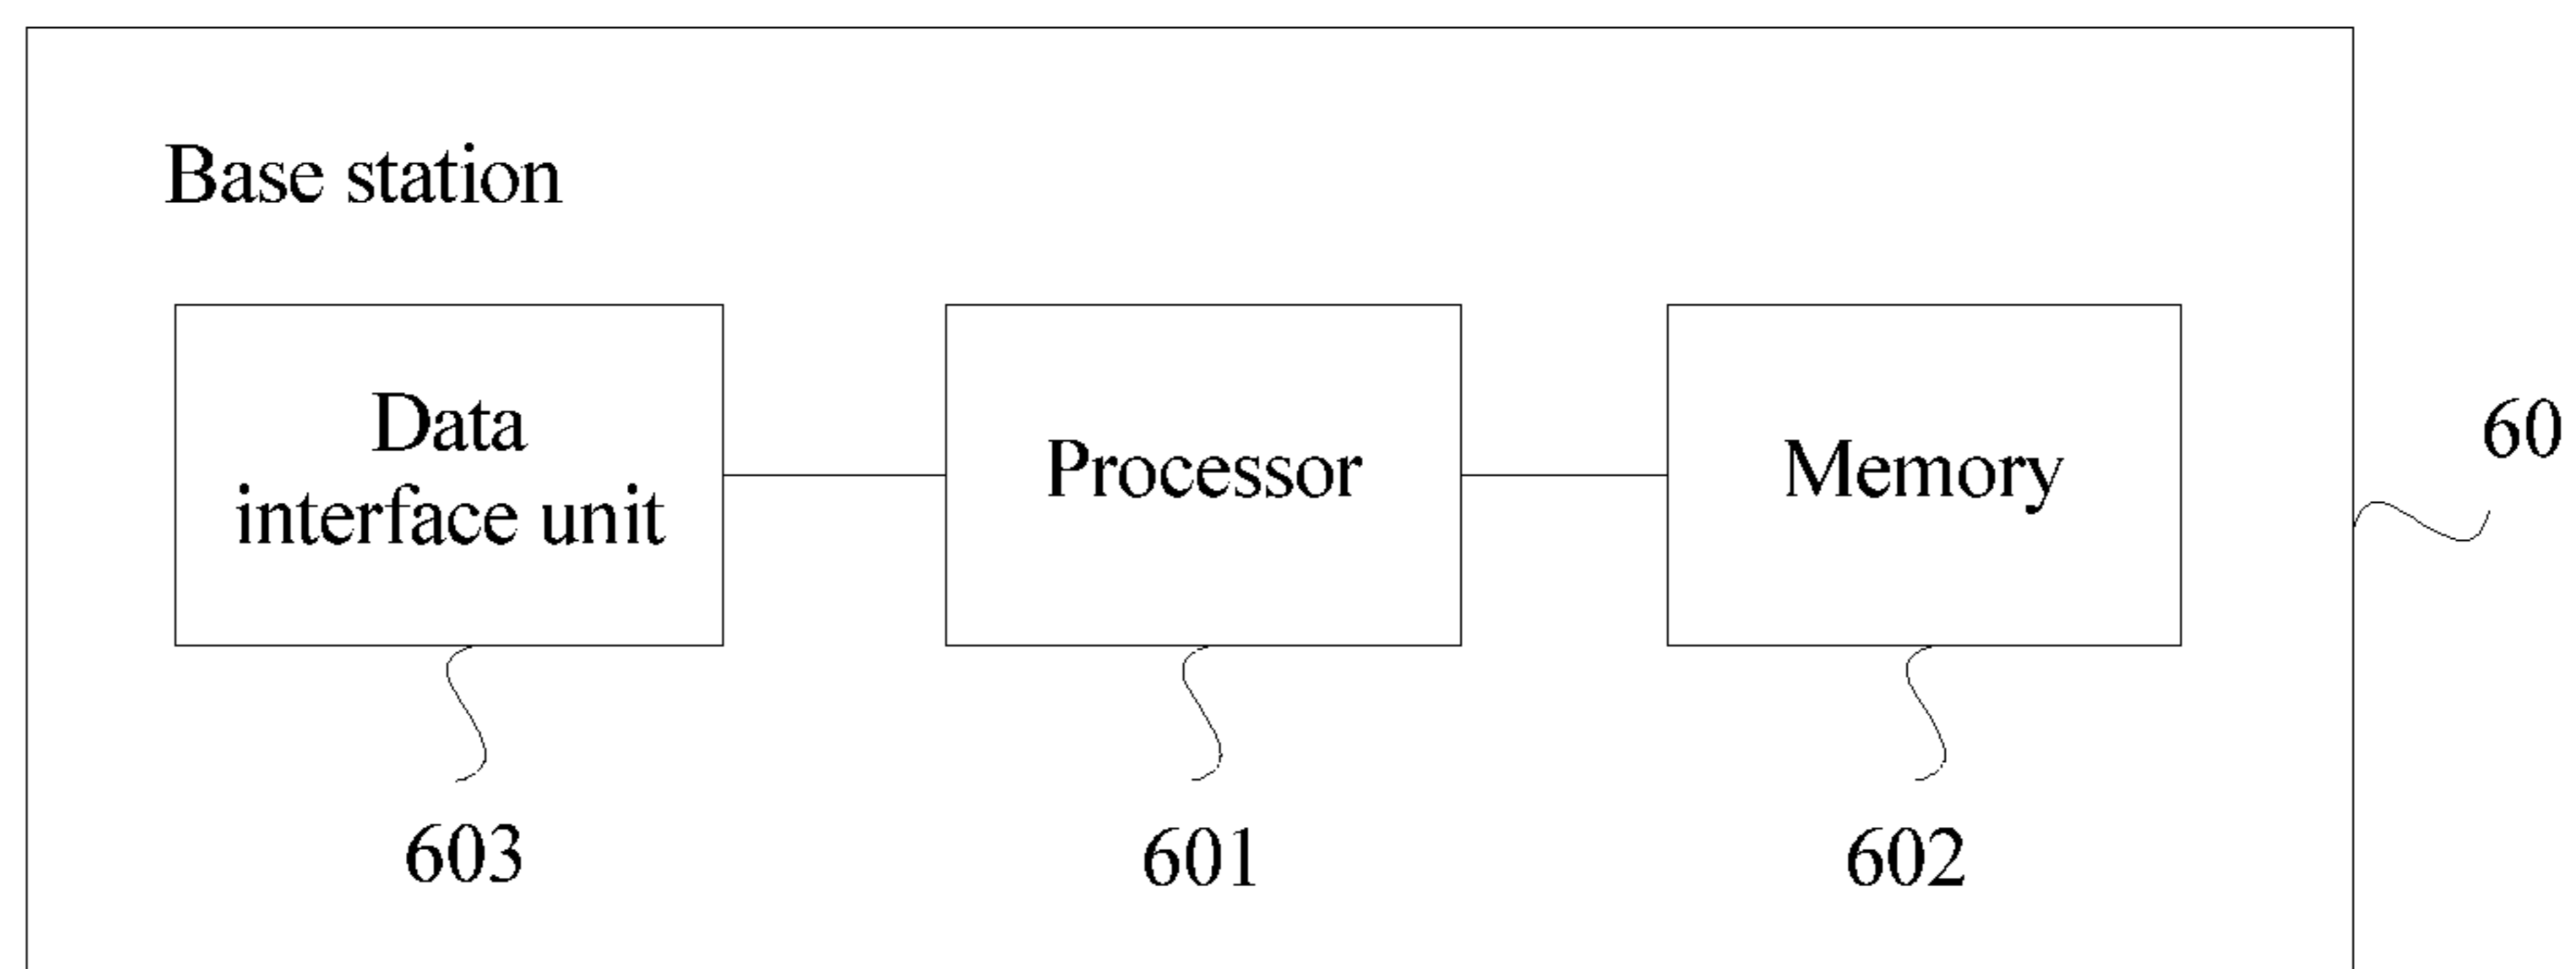 Base station
Data
interface unit
Processor
Memory
60
603
601
602